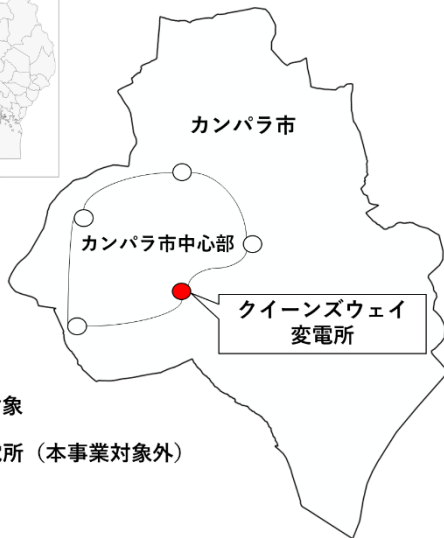 カンパラ市
カンパラ市中心部
クイーンズウェイ
変電所
象
所（本事業対象外）